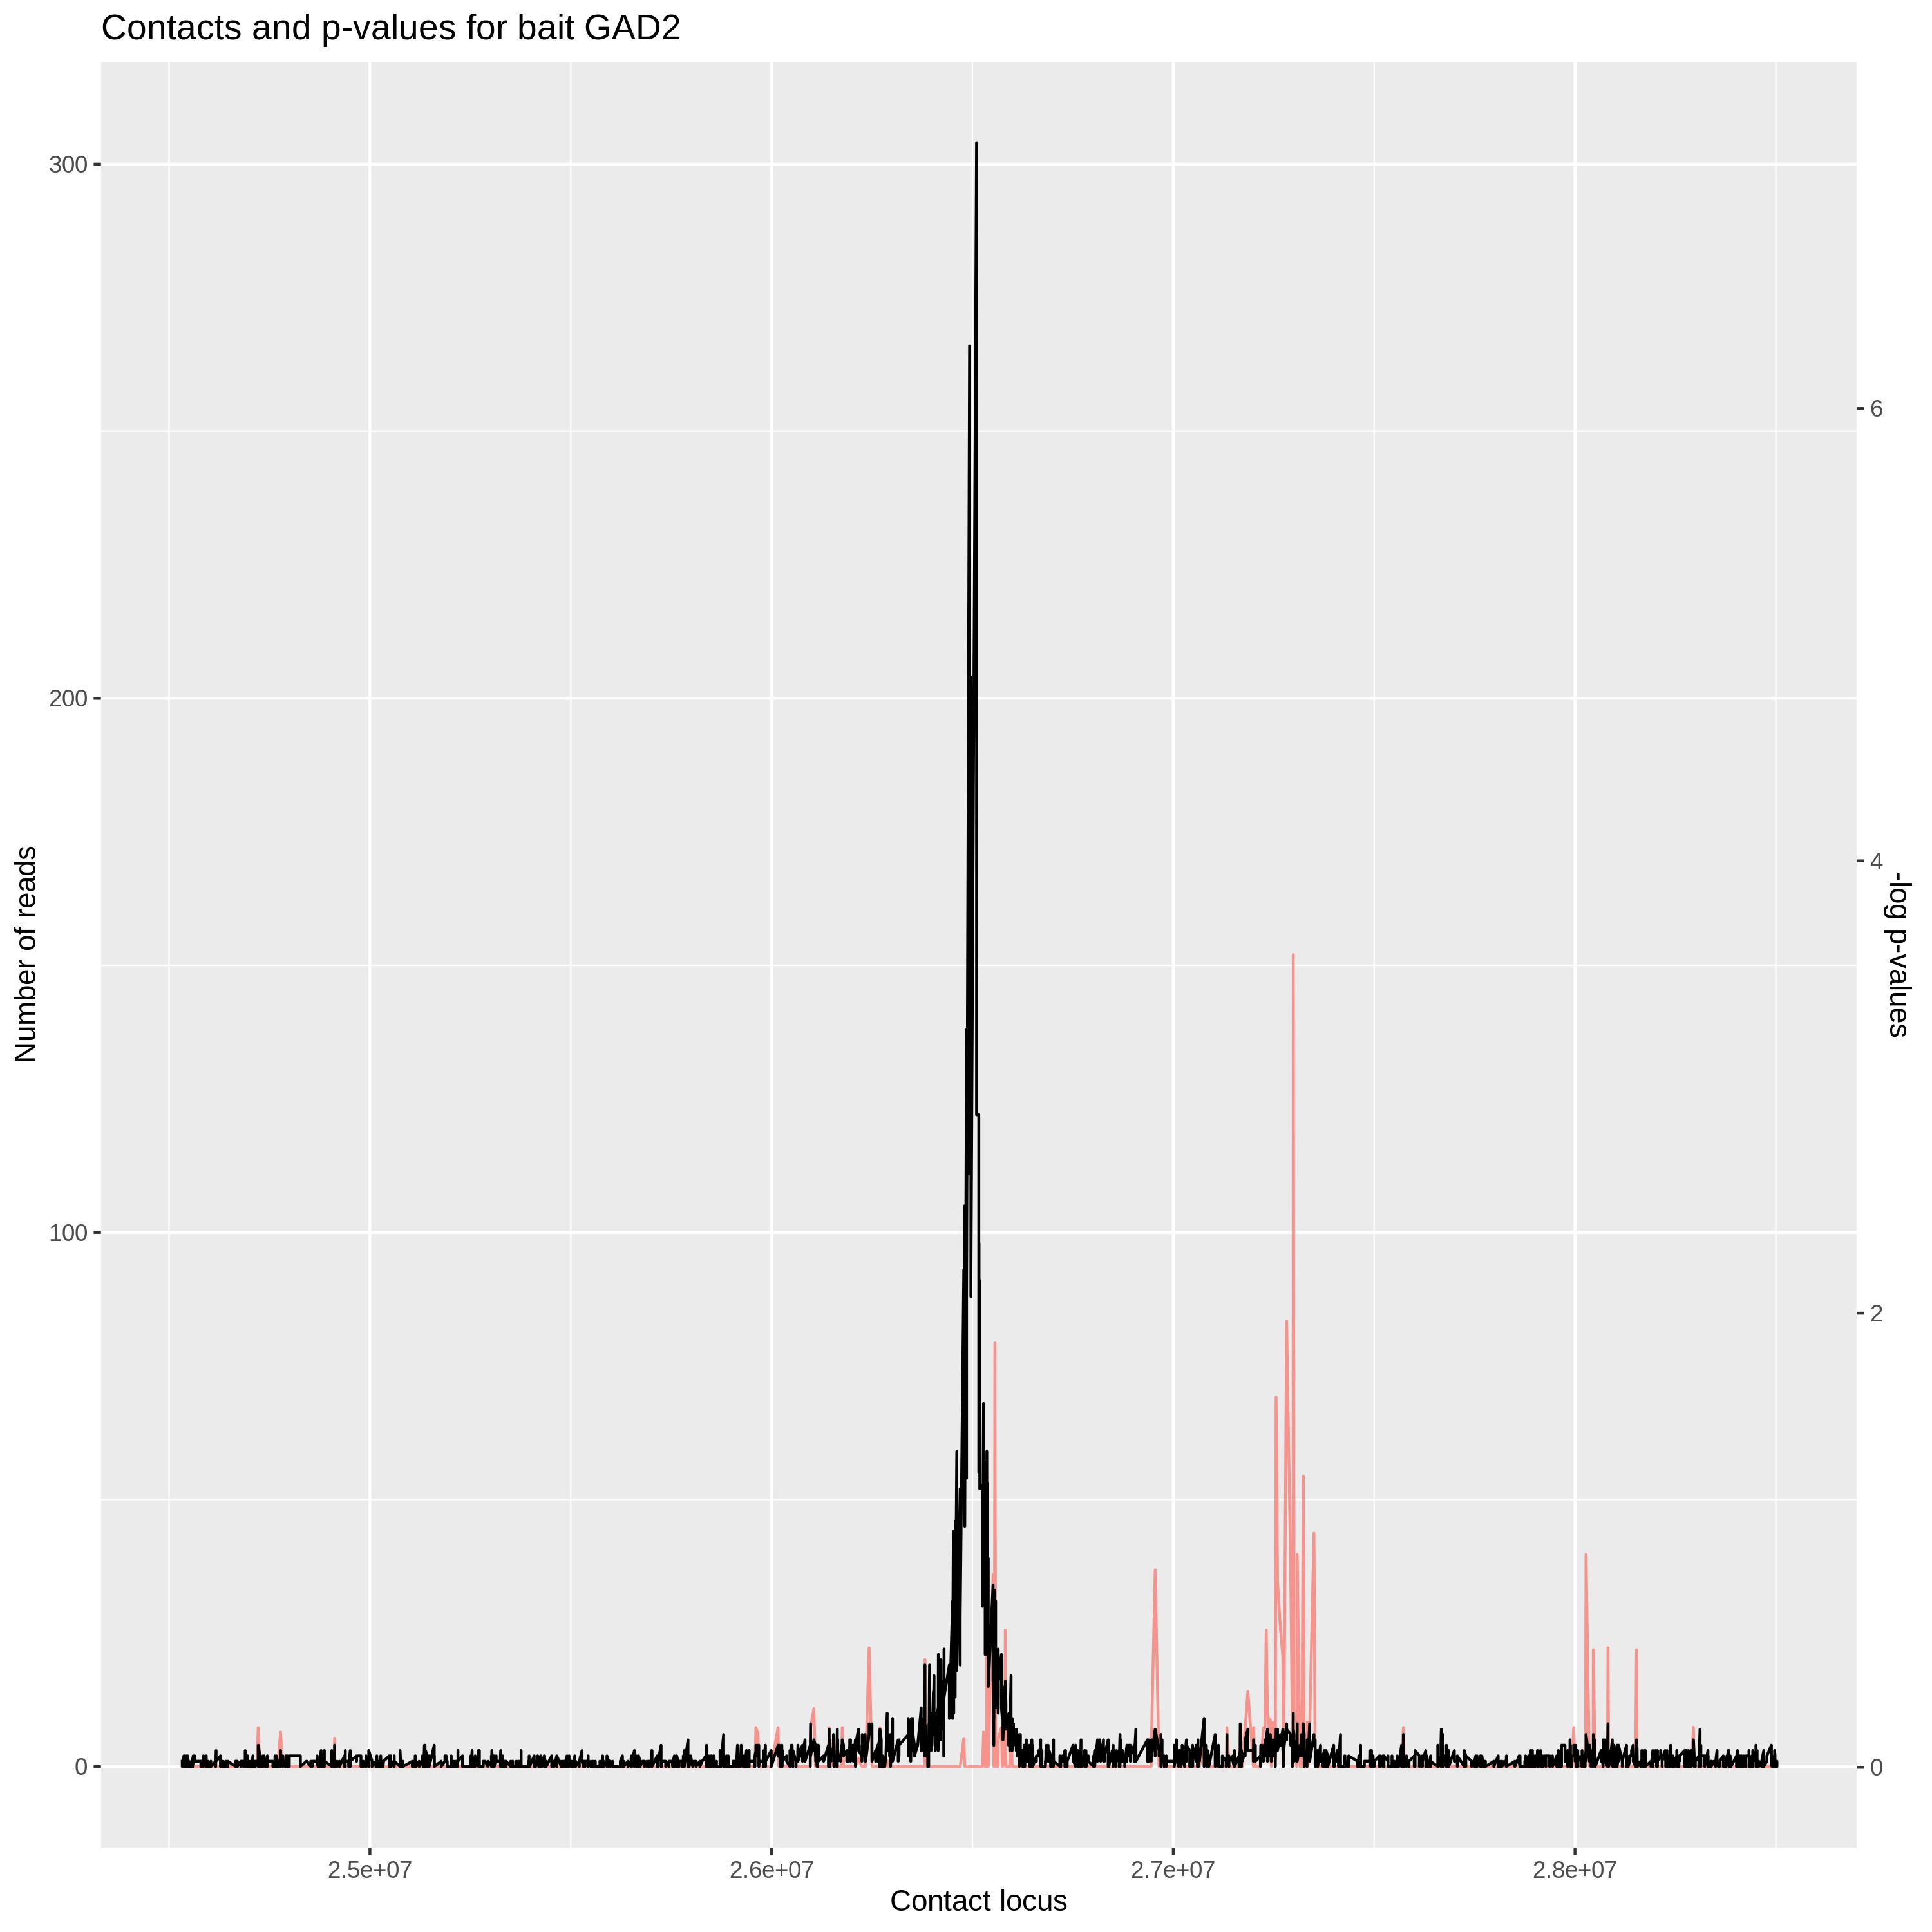 Contacts and p-values for bait GAD2
300
200
100
0
Number of reads
6
4
2
0
-log p-values
2.5e+07
2.6e+07
2.7e+07
2.8e+07
Contact locus